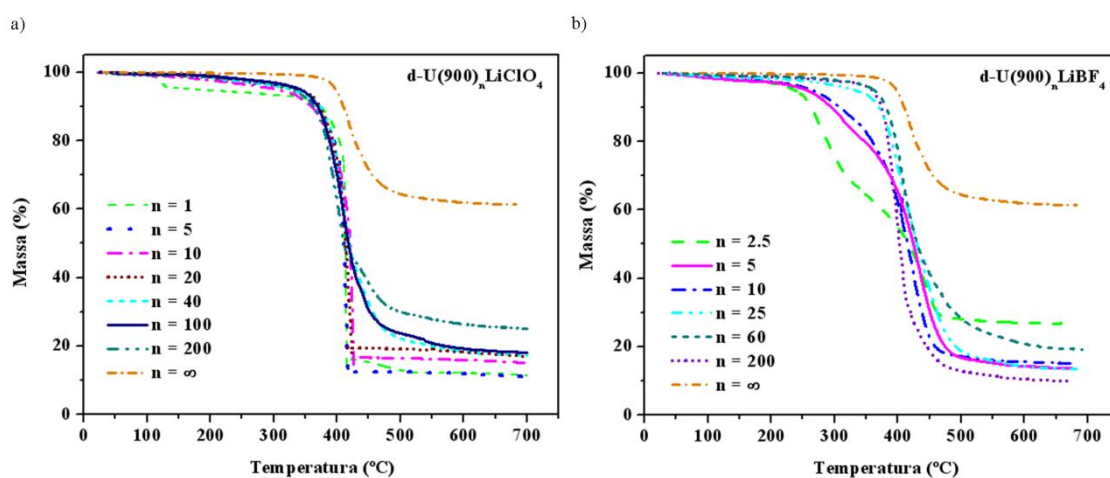 a)
d-U(900)nLiClO4
Massa (%)
100
80
60
40
20
0
n = 1
n = 5
n = 10
n = 20
n = 40
n = 100
n = 200
n = ∞
0 100 200 300 400 500 600 700
Temperatura (ºC)
b)
d-U(900)nLiBF4
Massa (%)
100
80
60
40
20
0
n = 2.5
n = 5
n = 10
n = 25
n = 60
n = 200
n = ∞
0 100 200 300 400 500 600 700
Temperatura (ºC)